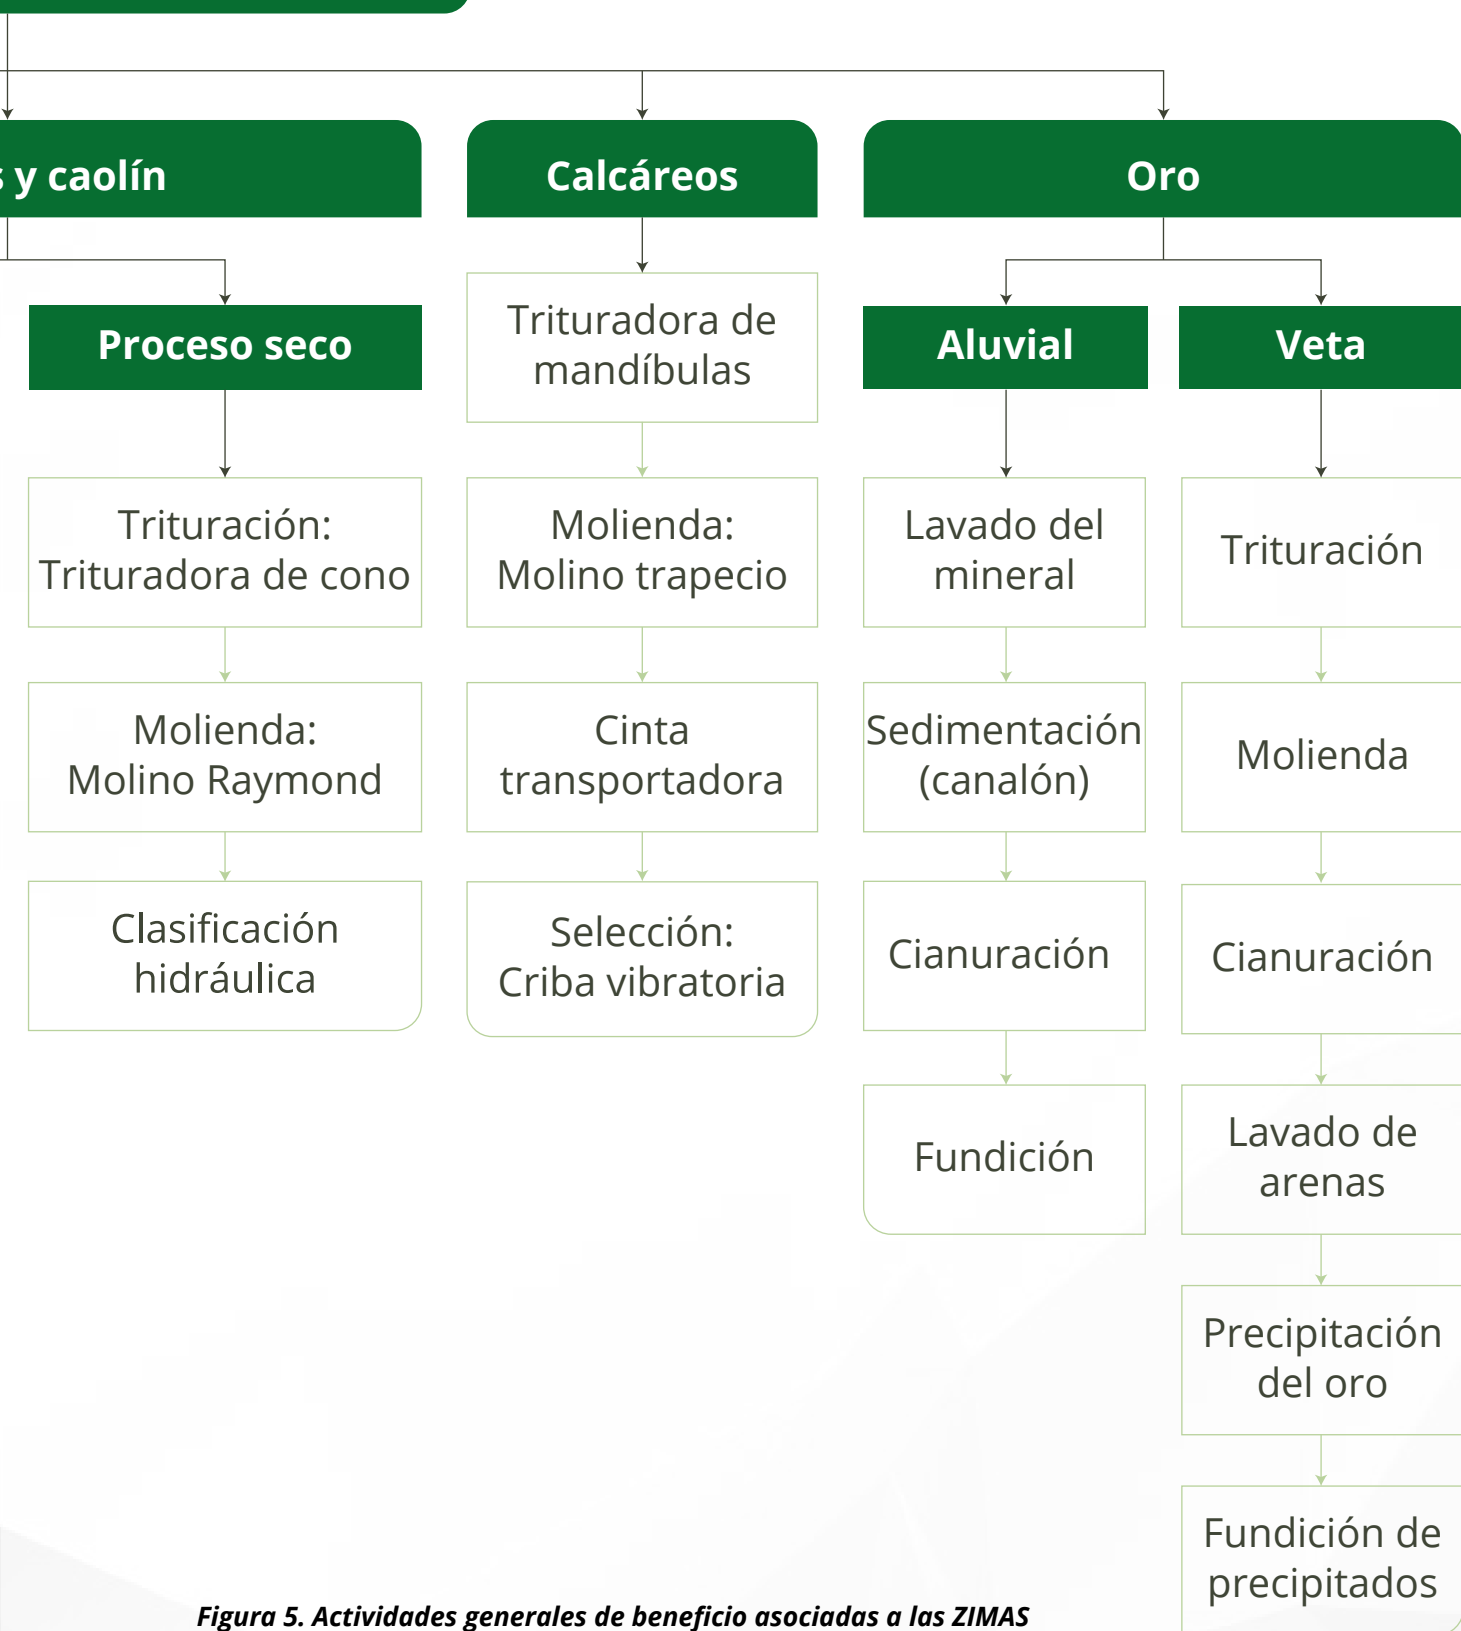 y caolín
Proceso seco
Trituración:
Trituradora de cono
Molienda:
Molino Raymond
Clasificación
hidráulica
Calcáreos
Trituradora de
mandíbulas
Molienda:
Molino trapecio
Cinta
transportadora
Selección:
Criba vibratoria
Oro
Aluvial
Lavado del
mineral
Sedimentación
(canalón)
Cianuración
Fundición
Veta
Trituración
Molienda
Cianuración
Lavado de
arenas
Precipitación
del oro
Fundición de
precipitados
Figura 5. Actividades generales de beneficio asociadas a las ZIMAS